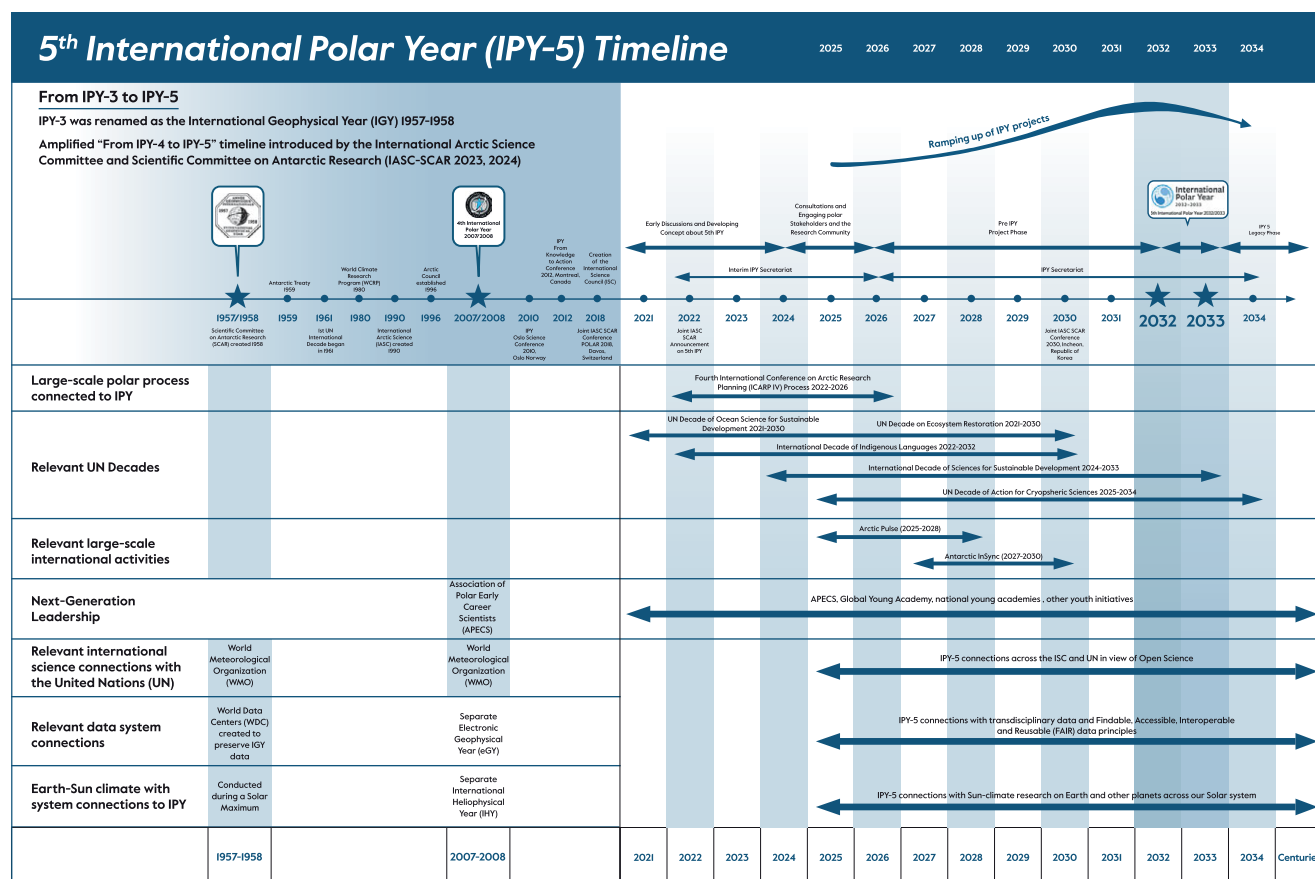 5th International Polar Year (IPY-5) Timeline
2025 2026 2027 2028 2029 2030 2031 2032 2033 2034
From IPY-3 to IPY-5
IPY-3 was renamed as the International Geophysical Year (IGY) 1957-1958
Amplified “From IPY-4 to IPY-5” timeline introduced by the International Arctic Science
Committee and Scientific Committee on Antarctic Research (IASC-SCAR 2023, 2024)
Ramping up of IPY projects
1957
1958
4th International
Polar Year
2007/2008
International
Polar Year
2032-2033
5th International Polar Year 2032/2033
Early Discussions and Developing
Concept about 5th IPY
Consultations and
Engaging polar
Stakeholders and the
Research Community
Pre IPY
Project Phase
IPY 5
Legacy Phase
Interim IPY Secretariat
IPY Secretariat
Antarctic Treaty
1959
World Climate
Research
Program (WCRP)
1980
Arctic
Council
established
1996
IPY
From
Knowledge
to Action
Conference
2012, Montreal,
Canada
Creation
of the
International
Science
Council (ISC)
1957/1958 1959 1961 1980 1990 1996 2007/2008 2010 2012 2018 2021 2022 2023 2024 2025 2026 2027 2028 2029 2030 2031 2032 2033 2034
Scientific Committee
on Antarctic Research
(SCAR) created 1958
1st UN
International
Decade began
in 1961
International
Arctic Science
(IASC) created
1990
IPY
Oslo Science
Conference
2010,
Oslo Norway
Joint IASC SCAR
Conference
POLAR 2018,
Davos,
Switzerland
Joint IASC
SCAR
Announcement
on 5th IPY
Joint IASC SCAR
Conference
2030, Incheon,
Republic of
Korea
Large-scale polar process
connected to IPY
Fourth International Conference on Arctic Research
Planning (ICARP IV) Process 2022-2026
Relevant UN Decades
UN Decade of Ocean Science for Sustainable
Development 2021-2030
UN Decade on Ecosystem Restoration 2021-2030
International Decade of Indigenous Languages 2022-2032
International Decade of Sciences for Sustainable Development 2024-2033
UN Decade of Action for Cryopsheric Sciences 2025-2034
Relevant large-scale
international activities
Arctic Pulse (2025-2028)
Antarctic InSync (2027-2030)
Next-Generation
Leadership
Association of
Polar Early
Career
Scientists
(APECS)
APECS, Global Young Academy, national young academies , other youth initiatives
Relevant international
science connections with
the United Nations (UN)
World
Meteorological
Organization
(WMO)
World
Meteorological
Organization
(WMO)
IPY-5 connections across the ISC and UN in view of Open Science
Relevant data system
connections
World Data
Centers (WDC)
created to
preserve IGY
data
Separate
Electronic
Geophysical
Year (eGY)
IPY-5 connections with transdisciplinary data and Findable, Accessible, Interoperable
and Reusable (FAIR) data principles
Earth-Sun climate with
system connections to IPY
Conducted
during a Solar
Maximum
Separate
International
Heliophysical
Year (IHY)
IPY-5 connections with Sun-climate research on Earth and other planets across our Solar system
1957-1958 2007-2008 2021 2022 2023 2024 2025 2026 2027 2028 2029 2030 2031 2032 2033 2034 Centurie